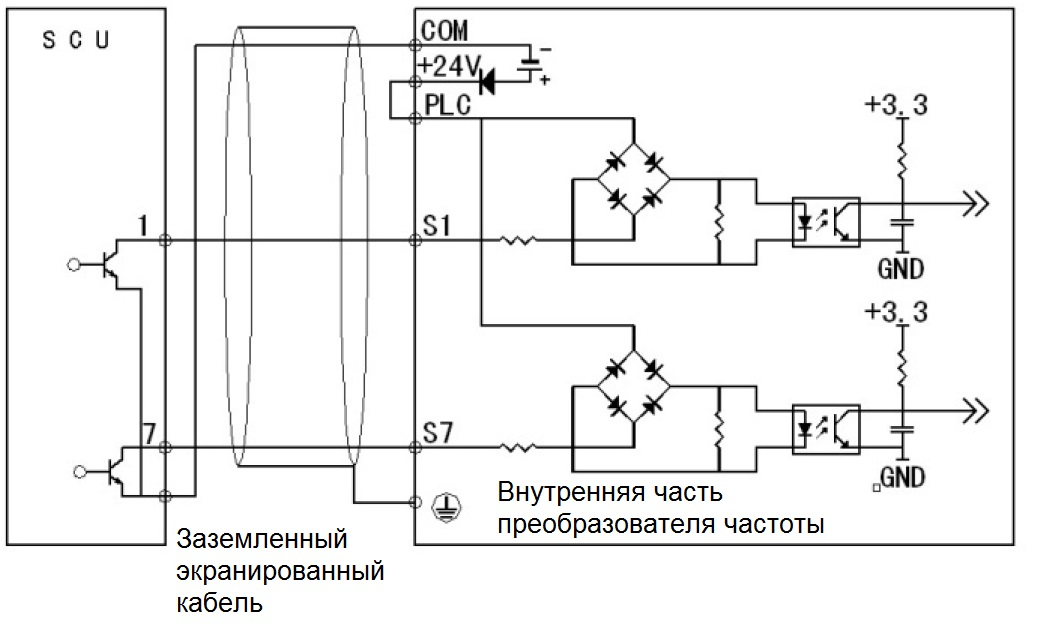 SCU
COM
+24V
PLC
+3.3
1
S1
GND
+3.3
7
S7
GND
Внутренняя часть
преобразователя частоты
Заземленный
экранированный
кабель